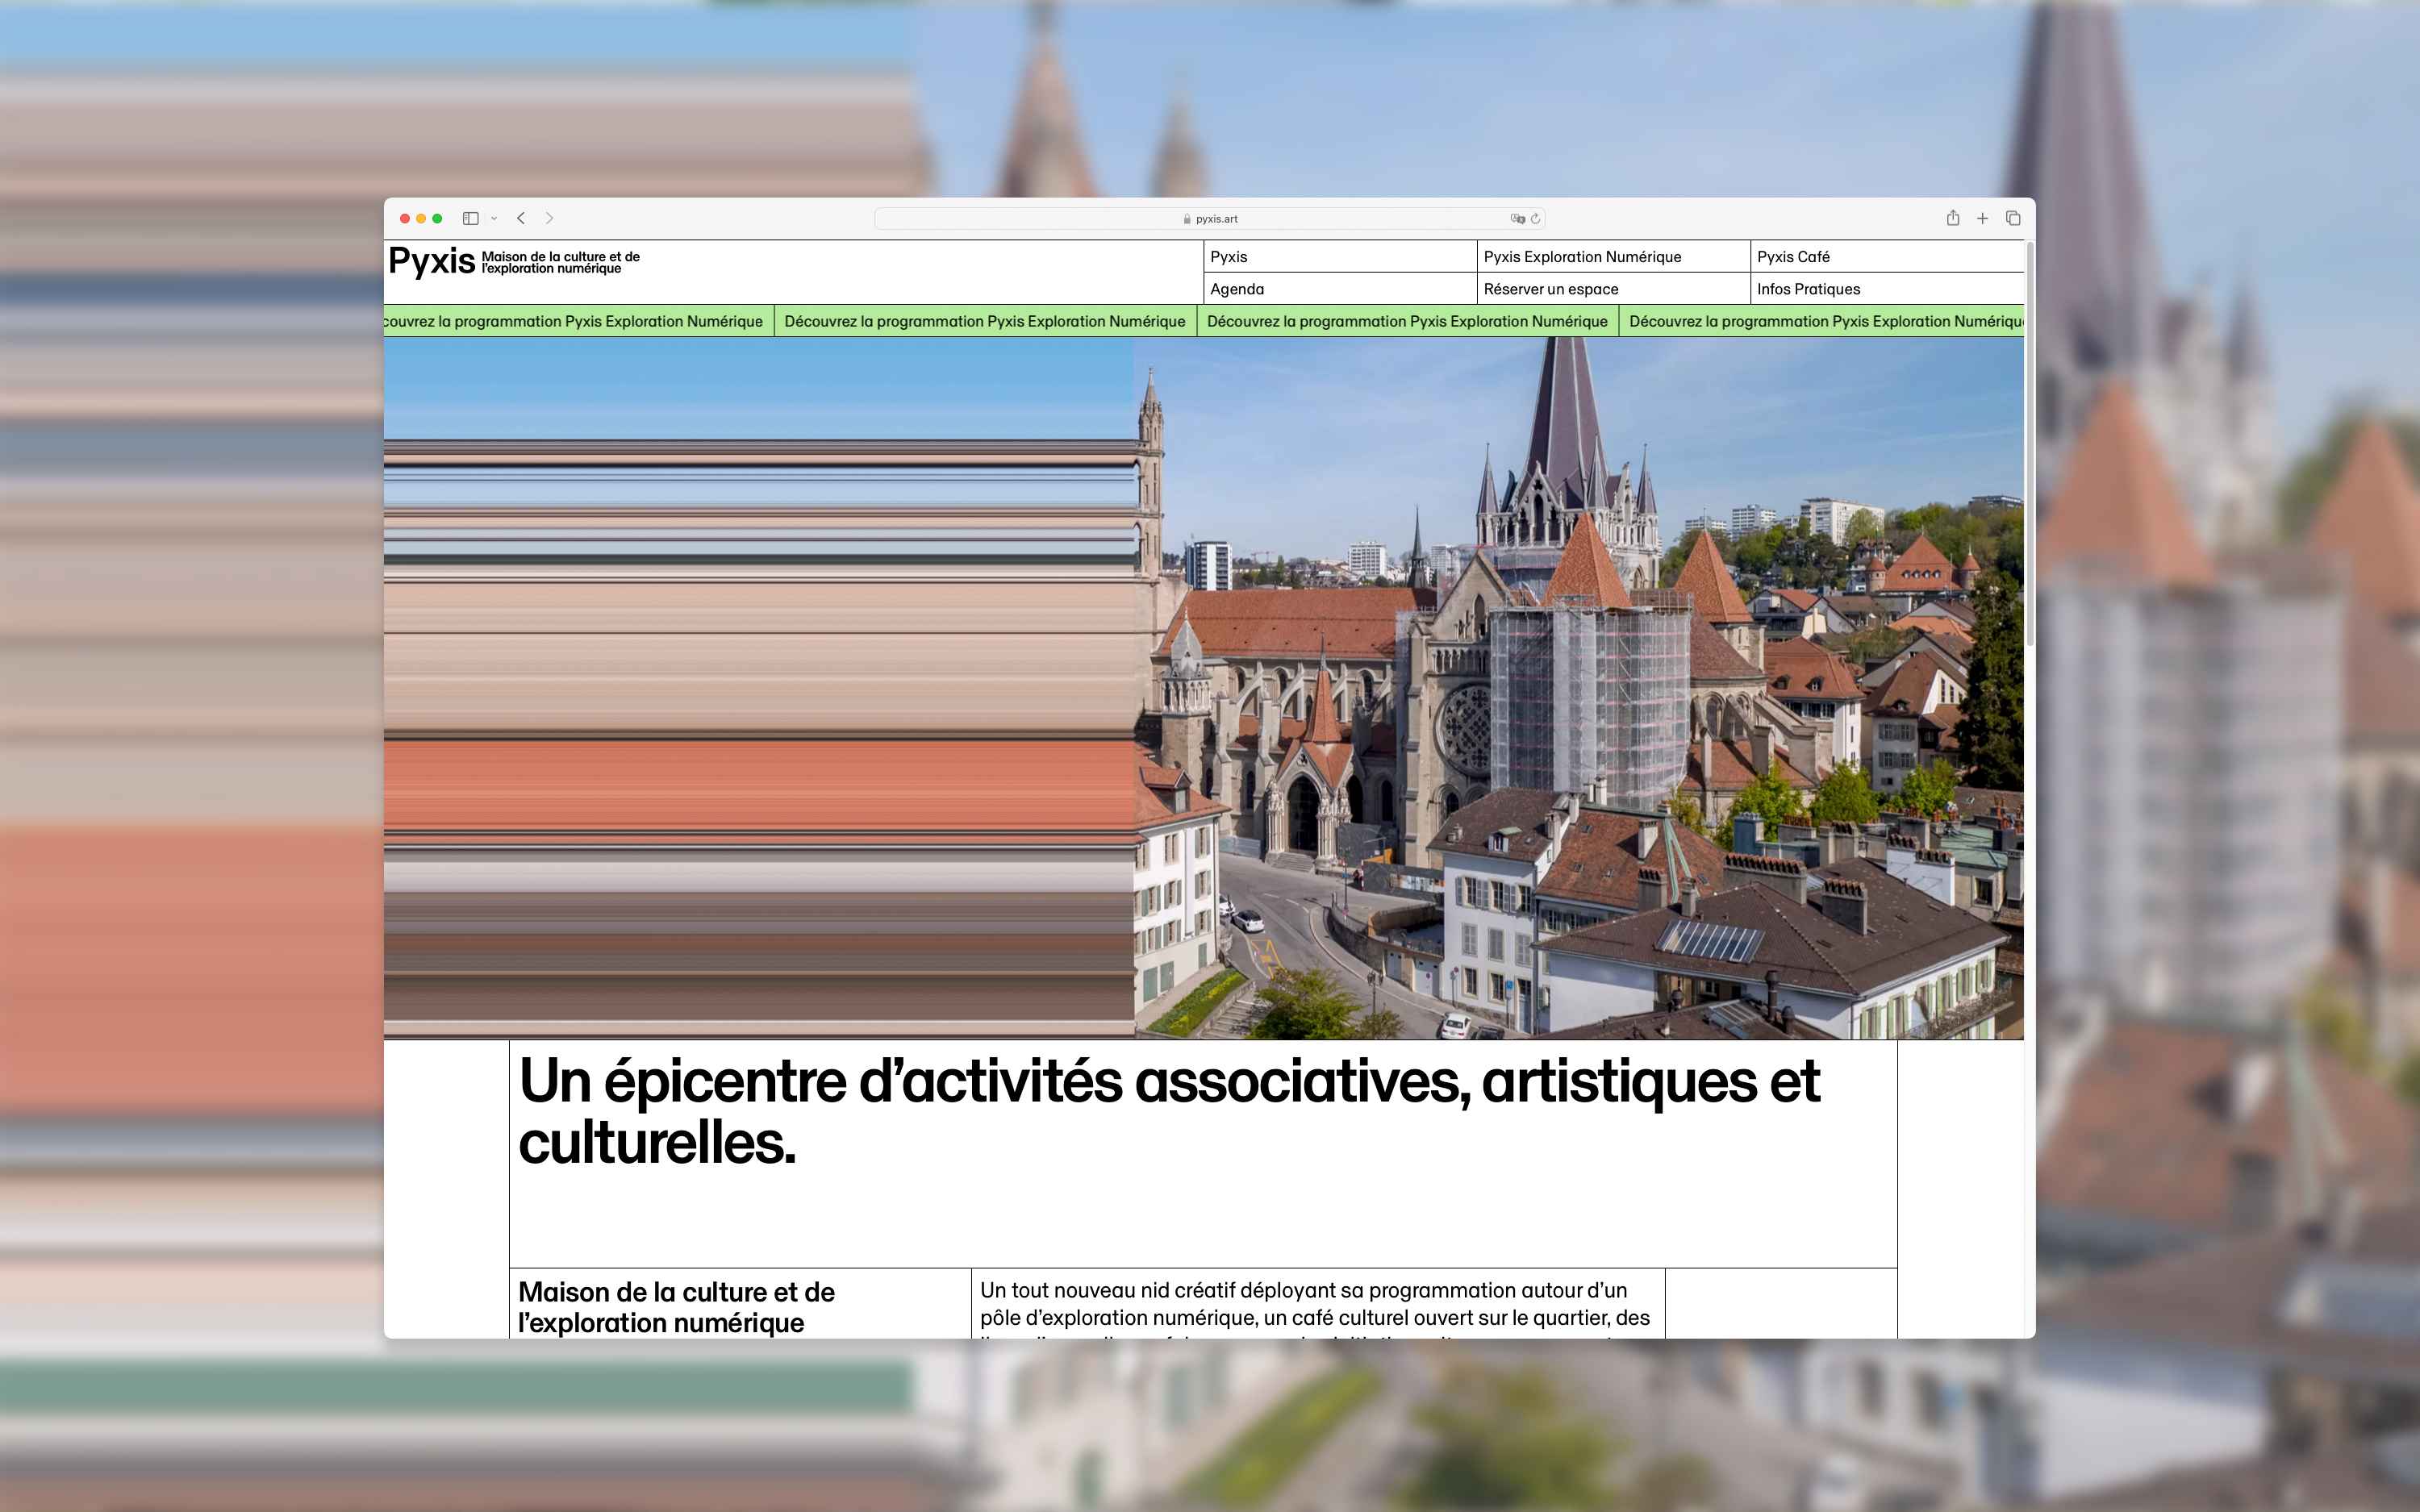 pyxis.art
Pyxis
Maison de la culture et de
l’exploration numérique
Pyxis
Pyxis Exploration Numérique
Pyxis Café
Agenda
Réserver un espace
Infos Pratiques
couvrez la programmation Pyxis Exploration Numérique
Découvrez la programmation Pyxis Exploration Numérique
Découvrez la programmation Pyxis Exploration Numérique
Découvrez la programmation Pyxis Exploration Numériqu
Un épicentre d’activités associatives, artistiques et
culturelles.
Maison de la culture et de
l’exploration numérique
Un tout nouveau nid créatif déployant sa programmation autour d’un
pôle d’exploration numérique, un café culturel ouvert sur le quartier, des